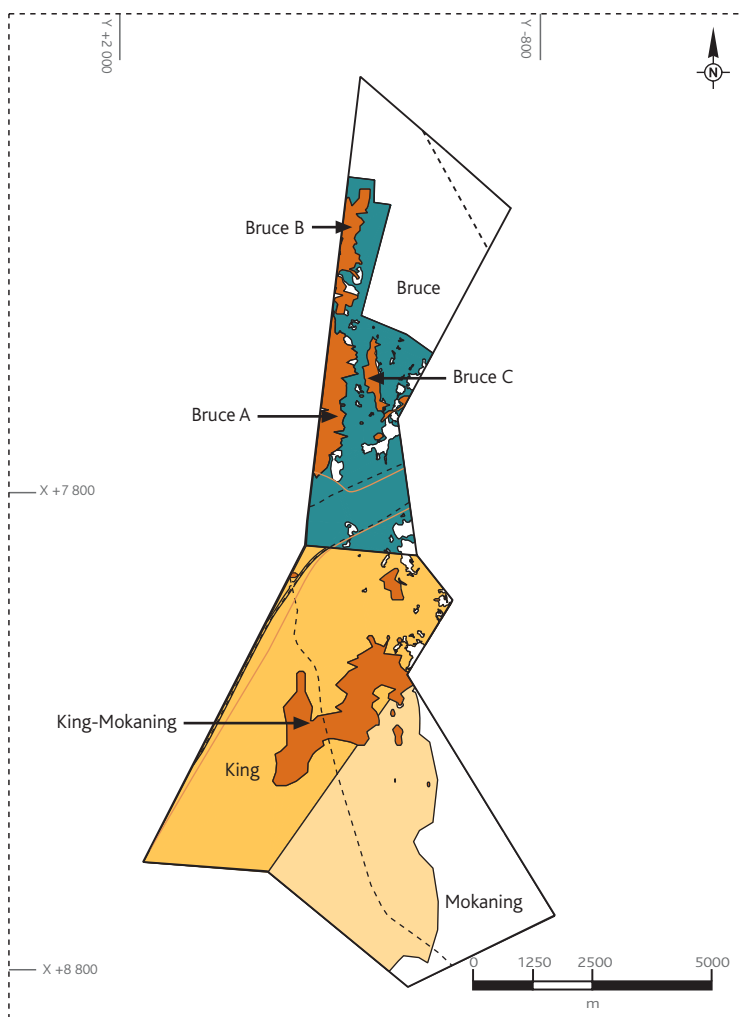 Y +2 000
Y -800
N
Bruce B
Bruce
Bruce C
Bruce A
X +7 800
King-Mokaning
King
Mokaning
X +8 800
0 1250 2500 5000
m